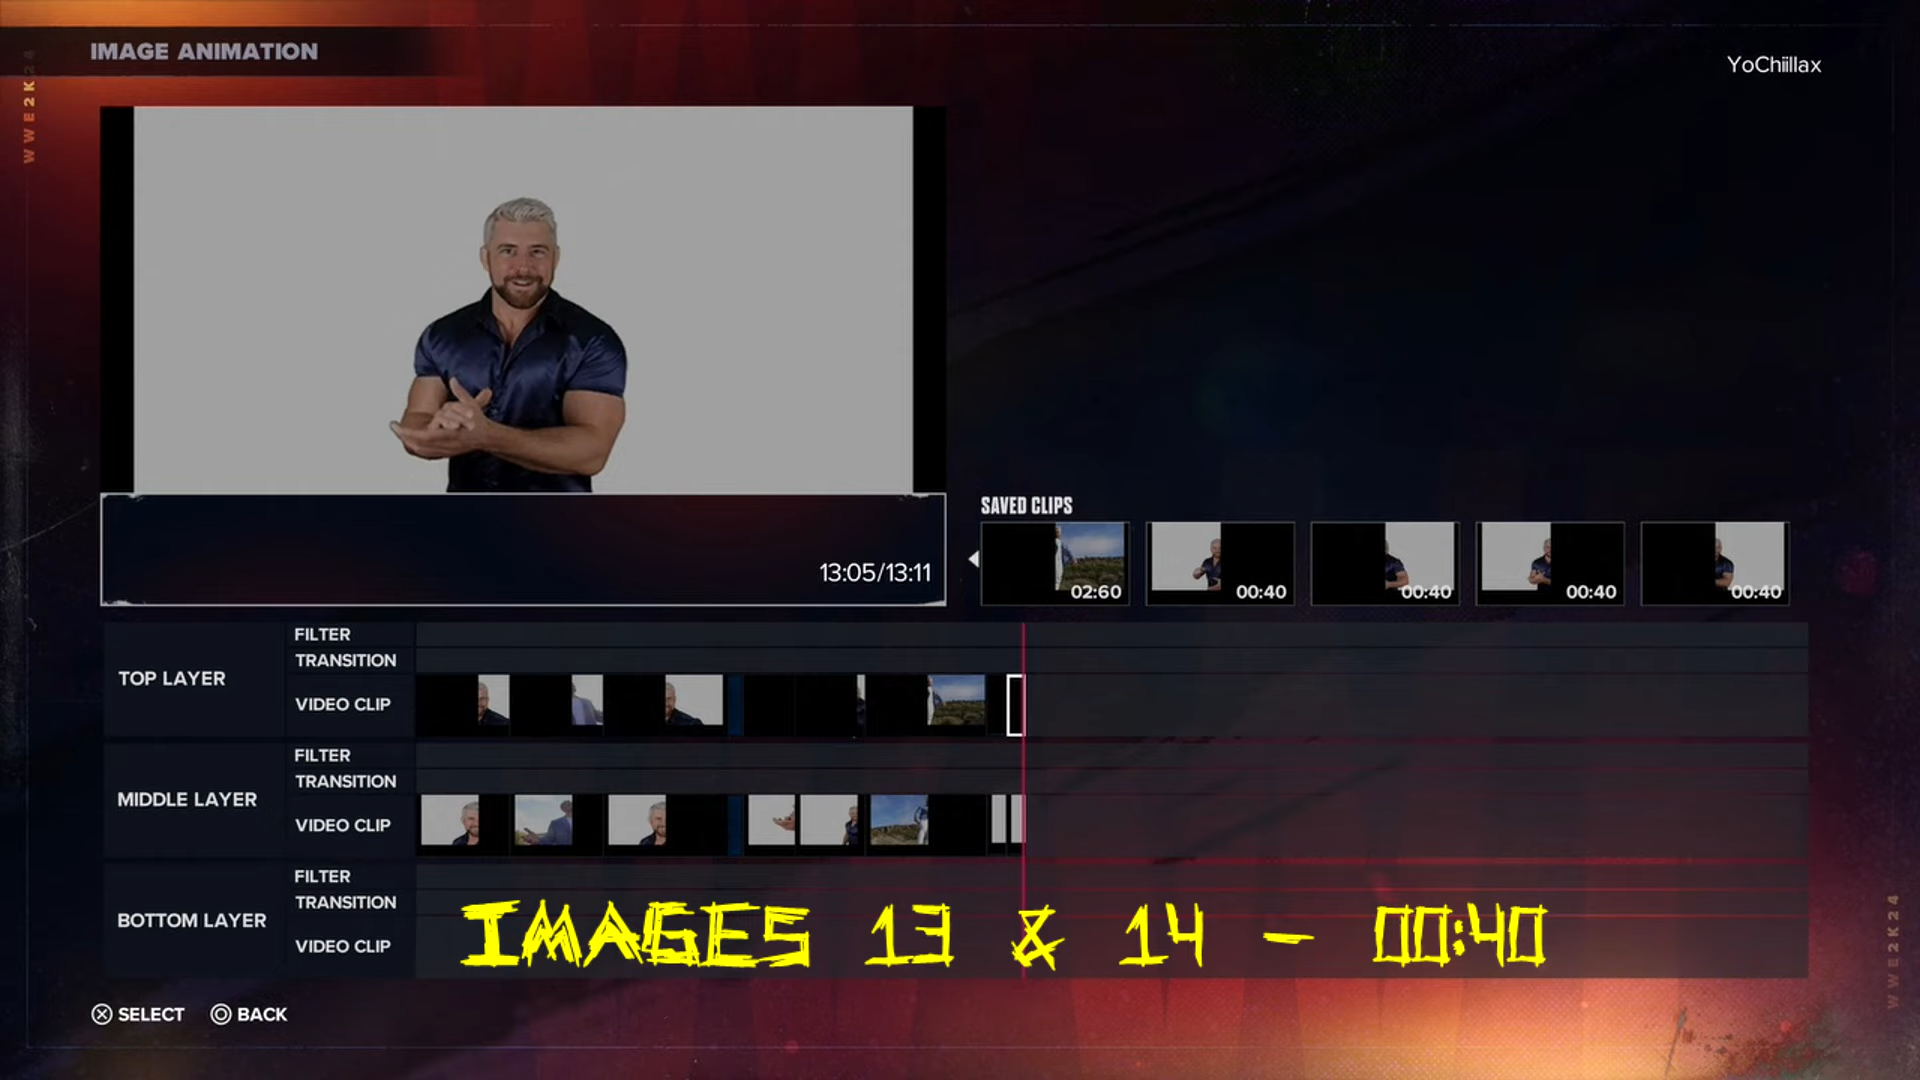 IMAGE ANIMATION
YoChiillax
WWE2K24
13:05/13:11
SAVED CLIPS
02:60
00:40
00:40
00:40
00:40
TOP LAYER
FILTER
TRANSITION
VIDEO CLIP
MIDDLE LAYER
FILTER
TRANSITION
VIDEO CLIP
BOTTOM LAYER
FILTER
TRANSITION
VIDEO CLIP
IMAGES 13 & 14 - 00:40
SELECT
BACK
WWE2K24